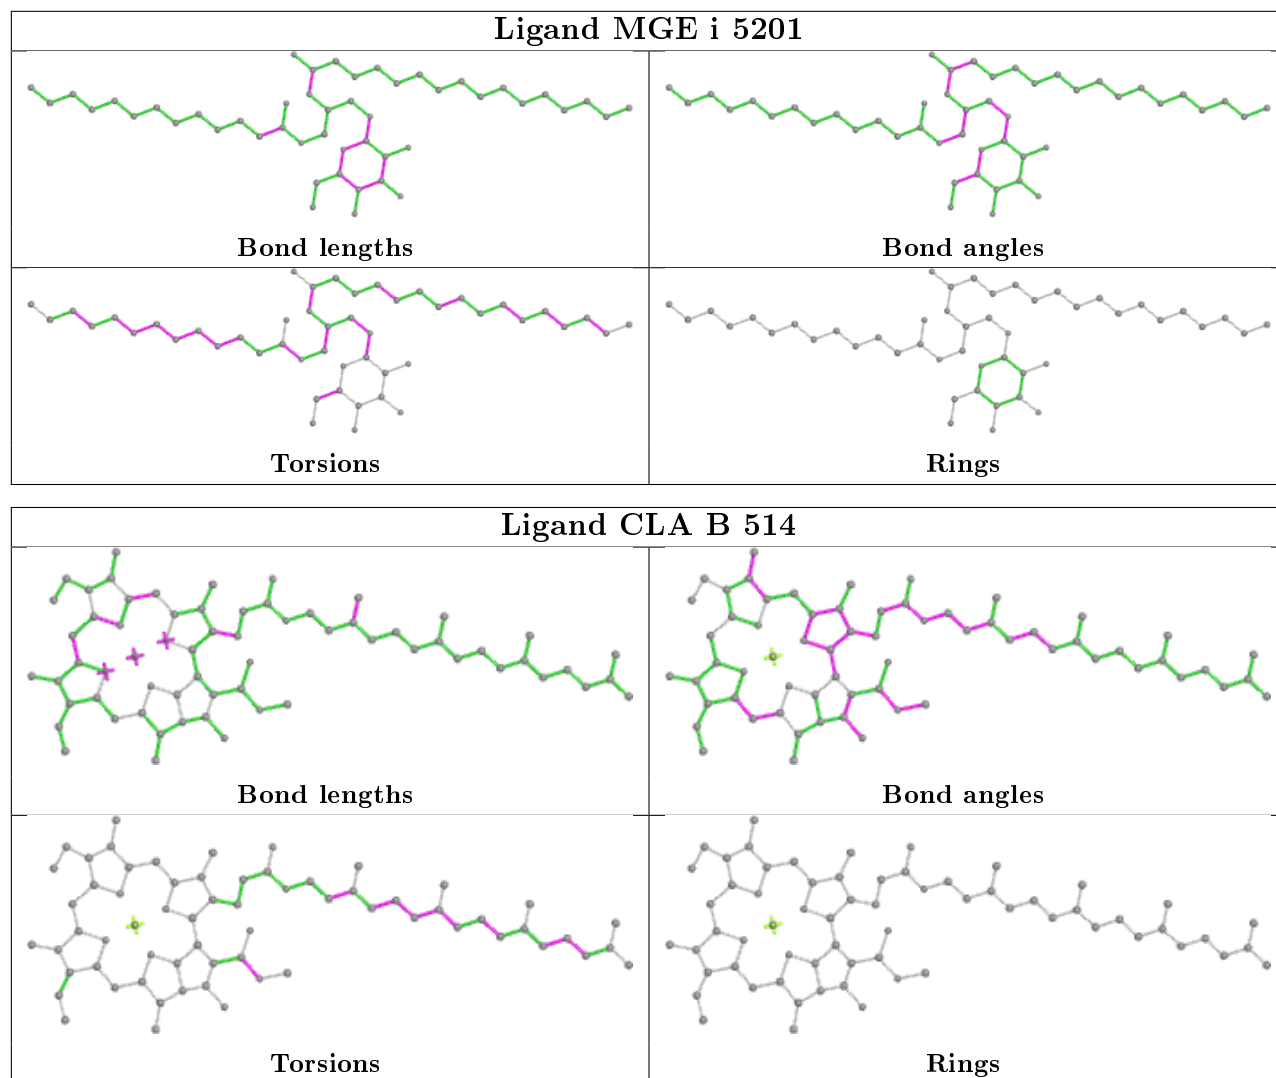 Ligand MGE i 5201
Bond lengths
Bond angles
Torsions
Rings
Ligand CLA B 514
Bond lengths
Bond angles
Torsions
Rings